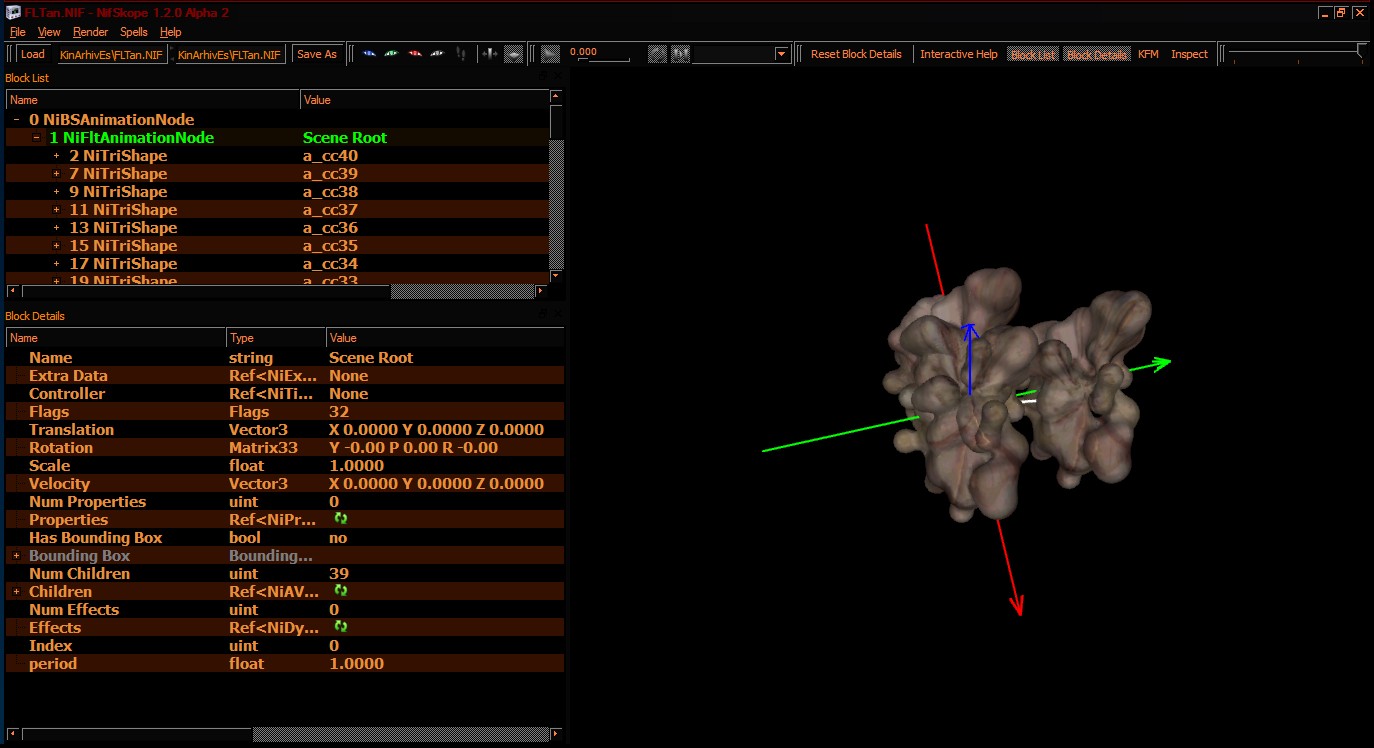 FLTan.NIF - NifSkope 1.2.0 Alpha 2
File View Render Spells Help
Load KinArhivEs\FLTan.NIF KinArhivEs\FLTan.NIF Save As 0.000 Reset Block Details Interactive Help Block List Block Details KFM Inspect
Block List
Name Value
0 NiBSAnimationNode
1 NiFltAnimationNode Scene Root
2 NiTriShape a_cc40
7 NiTriShape a_cc39
9 NiTriShape a_cc38
11 NiTriShape a_cc37
13 NiTriShape a_cc36
15 NiTriShape a_cc35
17 NiTriShape a_cc34
19 NiTriShape a_cc33
Block Details
Name Type Value
Name string Scene Root
Extra Data Ref<NiEx... None
Controller Ref<NiTi... None
Flags Flags 32
Translation Vector3 X 0.0000 Y 0.0000 Z 0.0000
Rotation Matrix33 Y -0.00 P 0.00 R -0.00
Scale float 1.0000
Velocity Vector3 X 0.0000 Y 0.0000 Z 0.0000
Num Properties uint 0
Properties Ref<NiPr...
Has Bounding Box bool no
Bounding Box Bounding...
Num Children uint 39
Children Ref<NiAV...
Num Effects uint 0
Effects Ref<NiDy...
Index uint 0
period float 1.0000